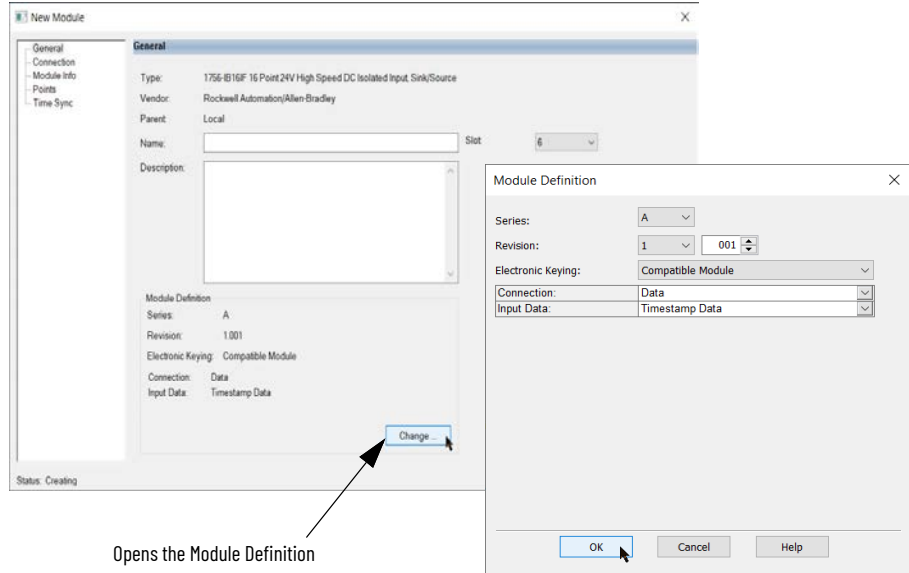 New Module
General
Connection
Module Info
Points
Time Sync
General
Type: 1756-IB16IF 16 Point 24V High Speed DC Isolated Input, Sink/Source
Vendor: Rockwell Automation/Allen-Bradley
Parent: Local
Name: Slot: 6
Description:
Module Definition
Series: A
Revision: 1.001
Electronic Keying: Compatible Module
Connection: Data
Input Data: Timestamp Data
Change ...
Status: Creating
Module Definition
Series: A
Revision: 1 001
Electronic Keying: Compatible Module
Connection: Data
Input Data: Timestamp Data
OK Cancel Help
Opens the Module Definition